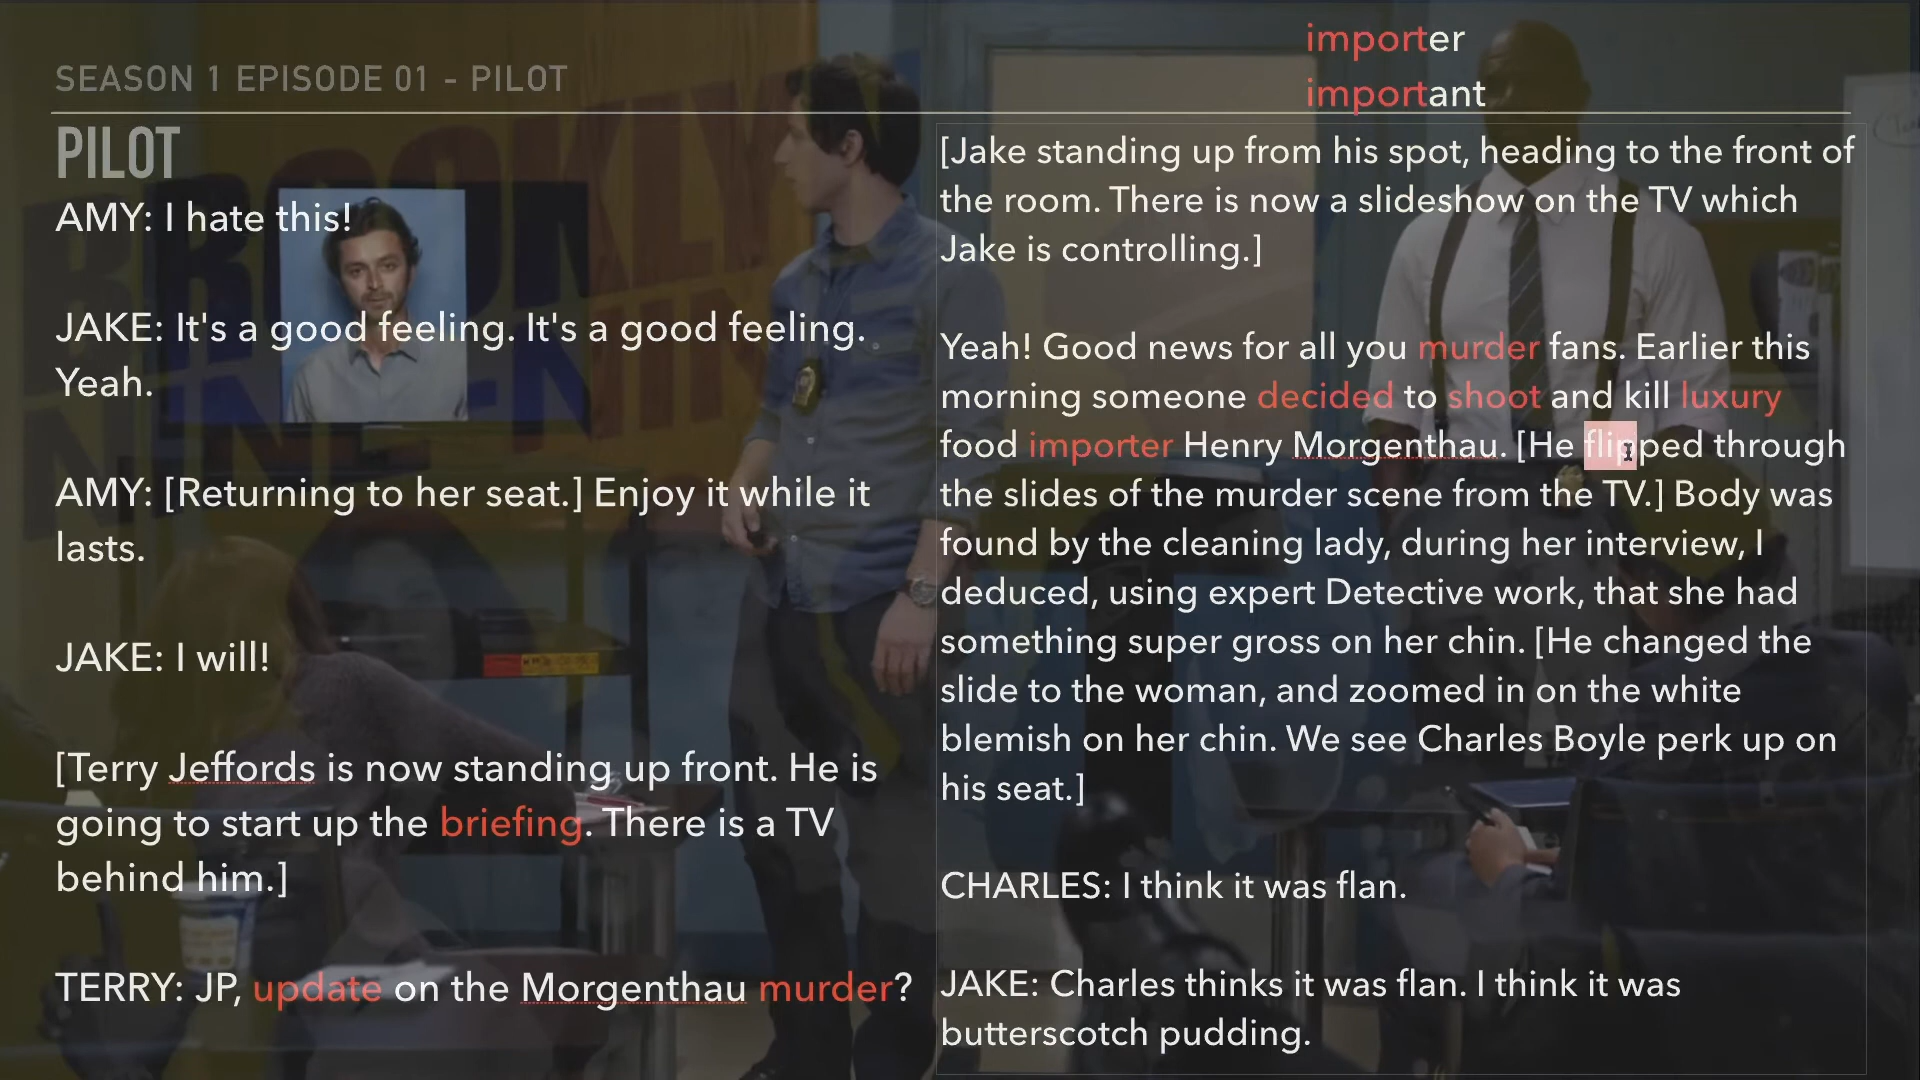 importer
important
SEASON 1 EPISODE 01 - PILOT
PILOT
AMY: I hate this!
JAKE: It's a good feeling. It's a good feeling.
Yeah.
AMY: [Returning to her seat.] Enjoy it while it
lasts.
JAKE: I will!
[Terry Jeffords is now standing up front. He is
going to start up the briefing. There is a TV
behind him.]
TERRY: JP, update on the Morgenthau murder?
[Jake standing up from his spot, heading to the front of
the room. There is now a slideshow on the TV which
Jake is controlling.]
Yeah! Good news for all you murder fans. Earlier this
morning someone decided to shoot and kill luxury
food importer Henry Morgenthau. [He flipped through
the slides of the murder scene from the TV.] Body was
found by the cleaning lady, during her interview, I
deduced, using expert Detective work, that she had
something super gross on her chin. [He changed the
slide to the woman, and zoomed in on the white
blemish on her chin. We see Charles Boyle perk up on
his seat.]
CHARLES: I think it was flan.
JAKE: Charles thinks it was flan. I think it was
butterscotch pudding.
BROOKLYN
NINE-NINE